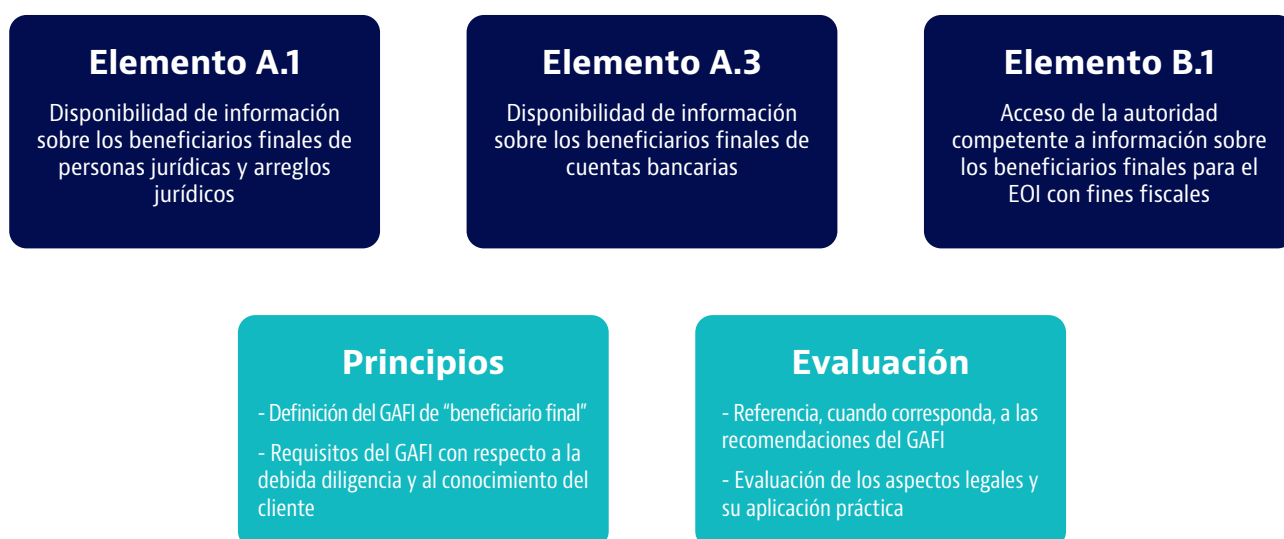 Elemento A.1
Disponibilidad de información
sobre los beneficiarios finales de
personas jurídicas y arreglos
jurídicos
Elemento A.3
Disponibilidad de información
sobre los beneficiarios finales de
cuentas bancarias
Elemento B.1
Acceso de la autoridad
competente a información sobre
los beneficiarios finales para el
EOI con fines fiscales
Principios
- Definición del GAFI de “beneficiario final”
- Requisitos del GAFI con respecto a la
debida diligencia y al conocimiento del
cliente
Evaluación
- Referencia, cuando corresponda, a las
recomendaciones del GAFI
- Evaluación de los aspectos legales y
su aplicación práctica